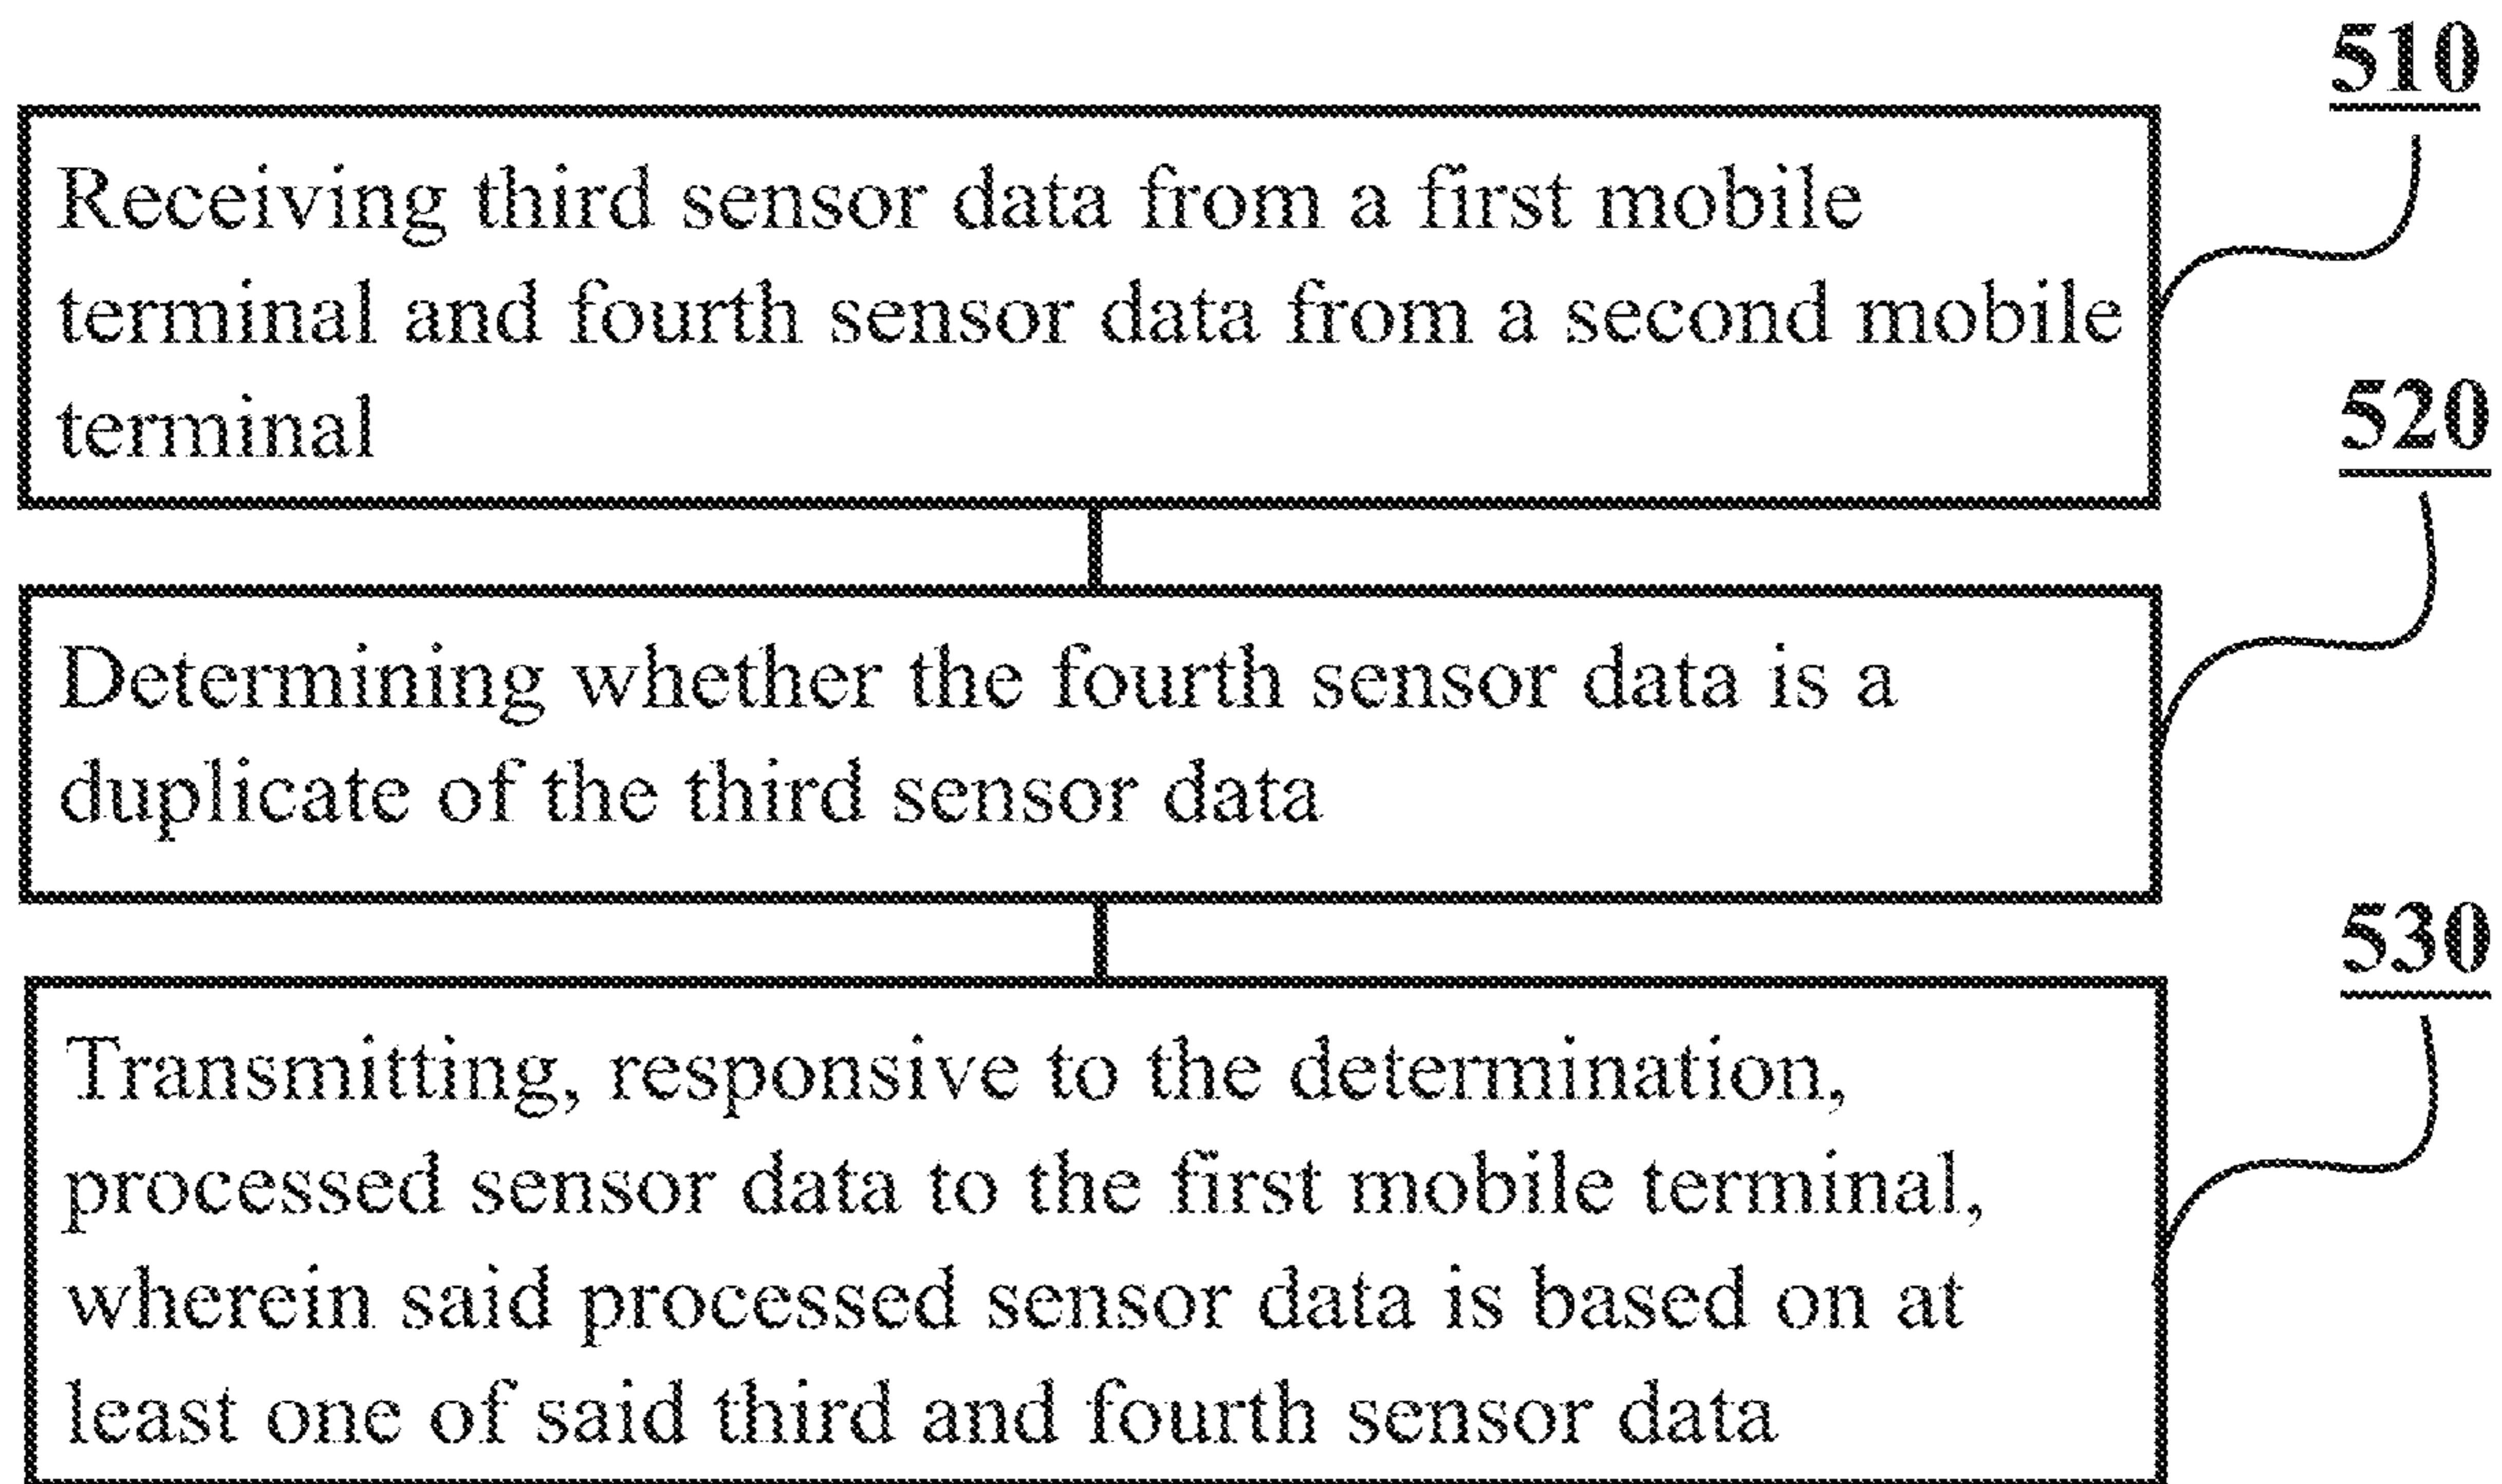 510
Receiving third sensor data from a first mobile
terminal and fourth sensor data from a second mobile
terminal
520
Determining whether the fourth sensor data is a
duplicate of the third sensor data
530
Transmitting, responsive to the determination,
processed sensor data to the first mobile terminal,
wherein said processed sensor data is based on at
least one of said third and fourth sensor data